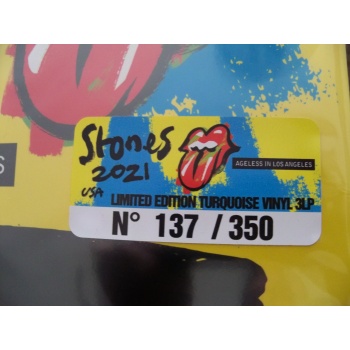 Stones
2021
USA
AGELESS IN LOS ANGELES
LIMITED EDITION TURQUOISE VINYL 3LP
N° 137 / 350
S